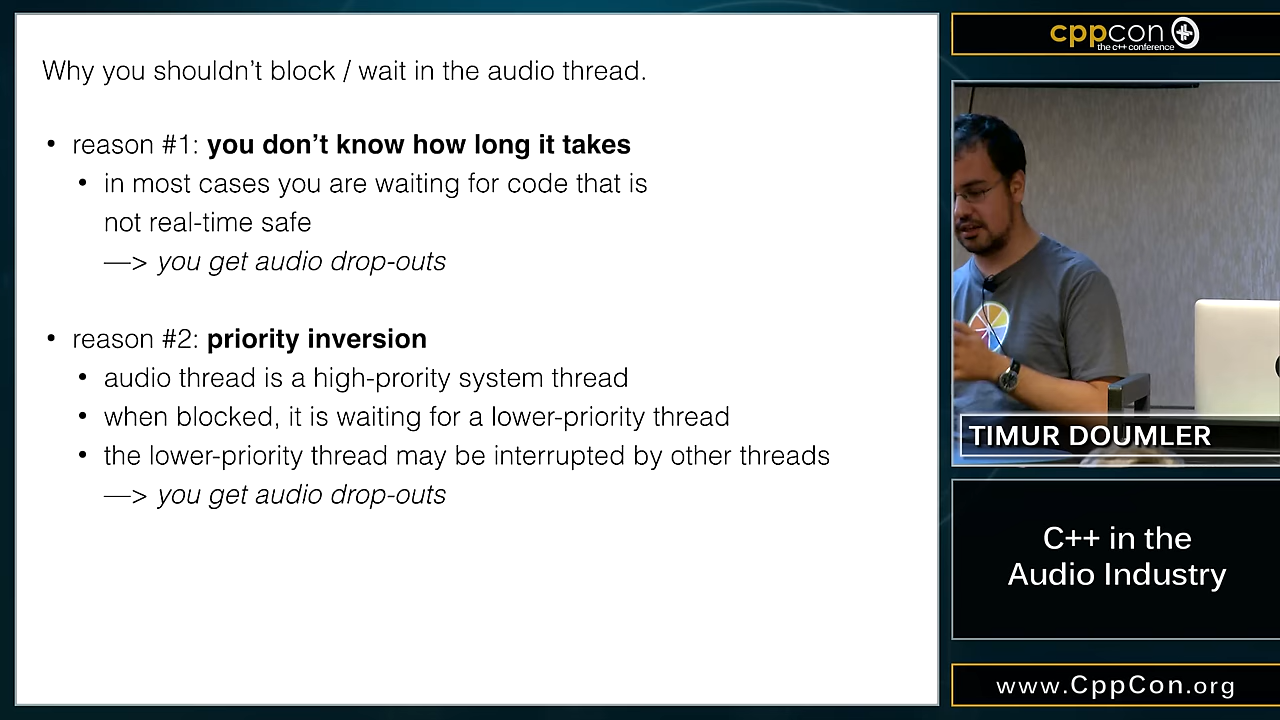 Why you shouldn’t block / wait in the audio thread.
• reason #1: you don’t know how long it takes
• in most cases you are waiting for code that is
not real-time safe
—> you get audio drop-outs
• reason #2: priority inversion
• audio thread is a high-prority system thread
• when blocked, it is waiting for a lower-priority thread
• the lower-priority thread may be interrupted by other threads
—> you get audio drop-outs
cppcon
the c++ conference
TIMUR DOUMLER
C++ in the
Audio Industry
www.CppCon.org